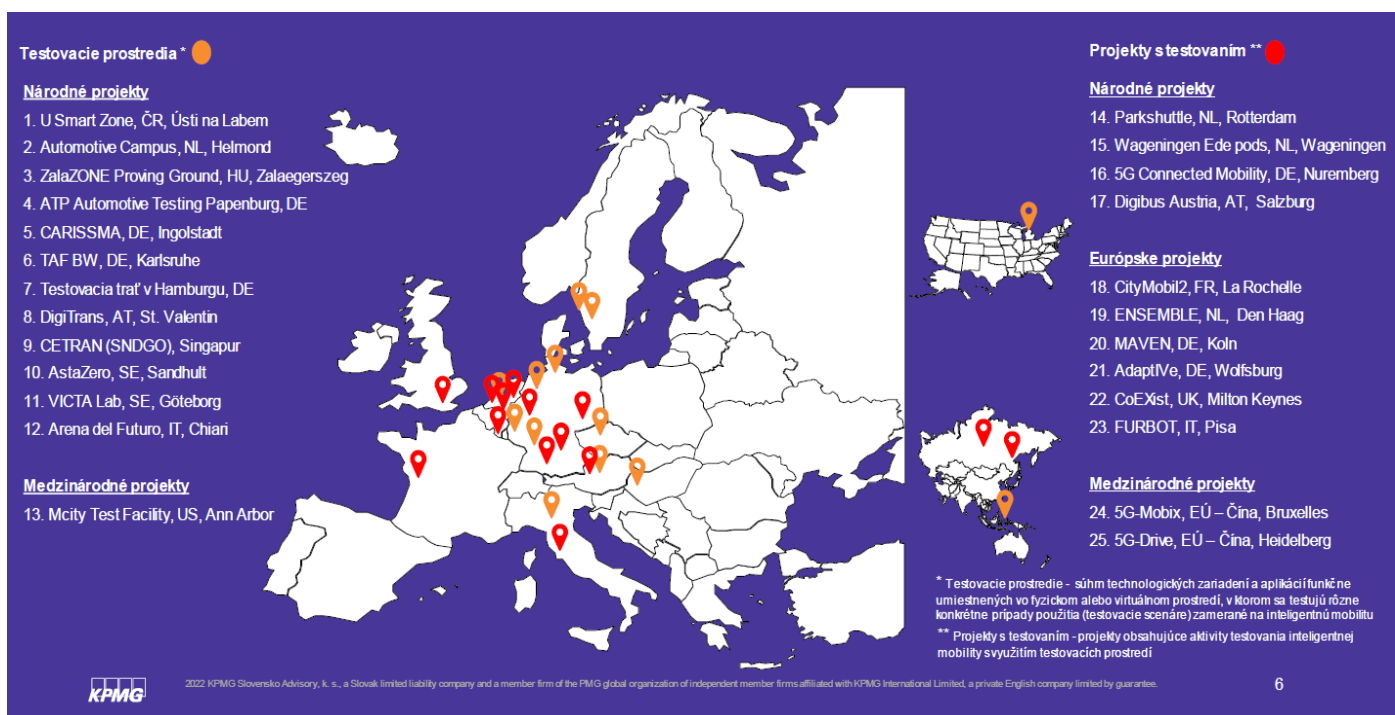 Testovacie prostredia *
Národné projekty
1. U Smart Zone, ČR, Ústi na Labem
2. Automotive Campus, NL, Helmond
3. ZalaZONE Proving Ground, HU, Zalaegerszeg
4. ATP Automotive Testing Papenburg, DE
5. CARISSMA, DE, Ingolstadt
6. TAF BW, DE, Karlsruhe
7. Testovacia trať v Hamburgu, DE
8. DigiTrans, AT, St. Valentin
9. CETRAN (SNDGO), Singapur
10. AstaZero, SE, Sandhult
11. VICTA Lab, SE, Göteborg
12. Arena del Futuro, IT, Chiari
Medzinárodné projekty
13. Mcity Test Facility, US, Ann Arbor
Projekty s testovaním **
Národné projekty
14. Parkshuttle, NL, Rotterdam
15. Wageningen Ede pods, NL, Wageningen
16. 5G Connected Mobility, DE, Nuremberg
17. Digibus Austria, AT, Salzburg
Európske projekty
18. CityMobil2, FR, La Rochelle
19. ENSEMBLE, NL, Den Haag
20. MAVEN, DE, Koln
21. AdaptIVe, DE, Wolfsburg
22. CoEXist, UK, Milton Keynes
23. FURBOT, IT, Pisa
Medzinárodné projekty
24. 5G-Mobix, EÚ – Čína, Bruxelles
25. 5G-Drive, EÚ – Čína, Heidelberg
* Testovacie prostredie - súhrn technologických zariadení a aplikácií funkčne
umiestnených vo fyzickom alebo virtuálnom prostredí, v ktorom sa testujú rôzne
konkrétne prípady použitia (testovacie scenáre) zamerané na inteligentnú mobilitu
** Projekty s testovaním - projekty obsahujúce aktivity testovania inteligentnej
mobility s využitím testovacích prostredí
KPMG
2022 KPMG Slovensko Advisory, k. s., a Slovak limited liability company and a member firm of the PMG global organization of independent member firms affiliated with KPMG International Limited, a private English company limited by guarantee.
6